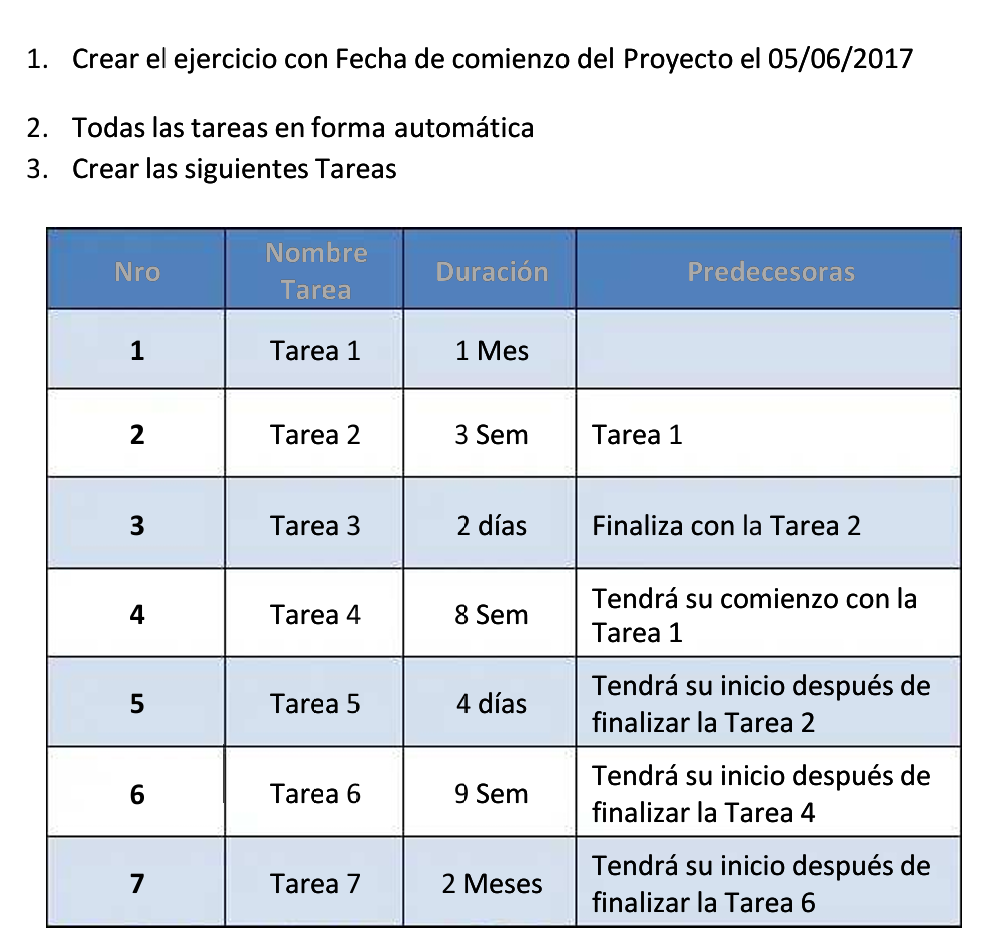 1. Crear el ejercicio con Fecha de comienzo del Proyecto el 05/06/2017
2. Todas las tareas en forma automática
3. Crear las siguientes Tareas
Nro Nombre Tarea Duración Predecesoras
1 Tarea 1 1 Mes
2 Tarea 2 3 Sem Tarea 1
3 Tarea 3 2 días Finaliza con la Tarea 2
4 Tarea 4 8 Sem Tendrá su comienzo con la
Tarea 1
5 Tarea 5 4 días Tendrá su inicio después de
finalizar la Tarea 2
6 Tarea 6 9 Sem Tendrá su inicio después de
finalizar la Tarea 4
7 Tarea 7 2 Meses Tendrá su inicio después de
finalizar la Tarea 6